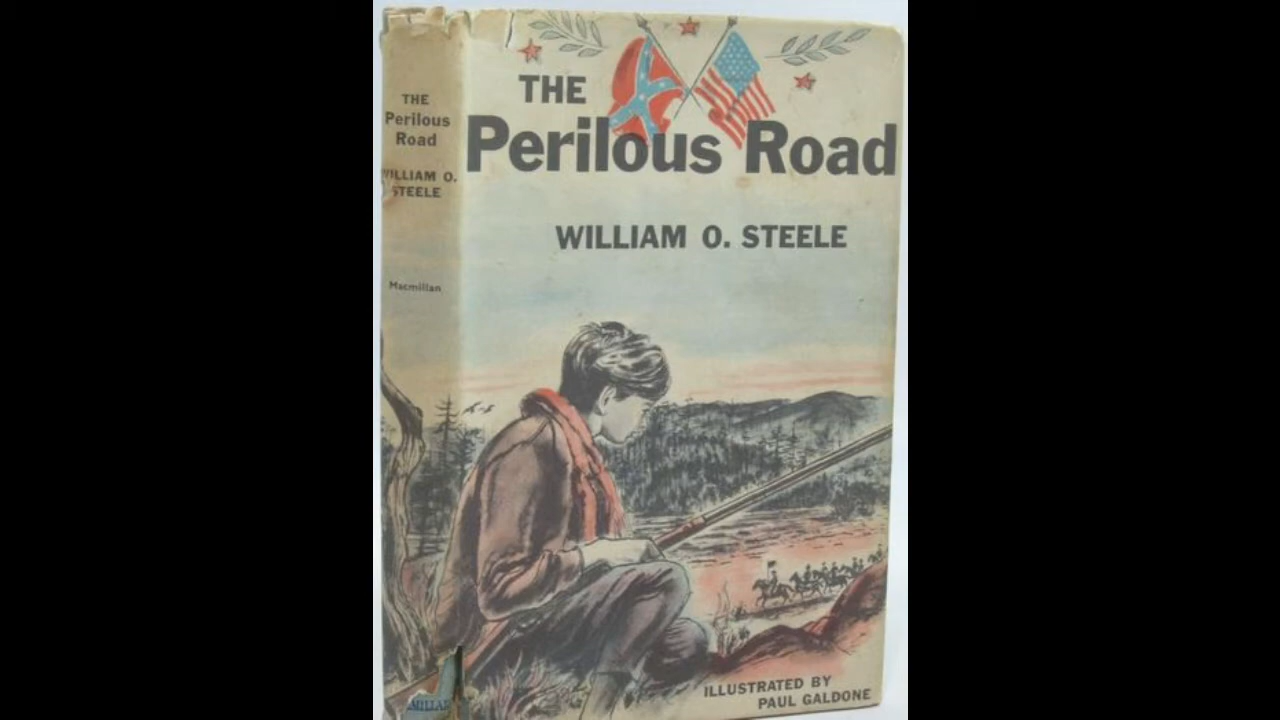 THE
Perilous
Road
WILLIAM O.
STEELE
Macmillan
THE
Perilous Road
WILLIAM O. STEELE
ILLUSTRATED BY
PAUL GALDONE